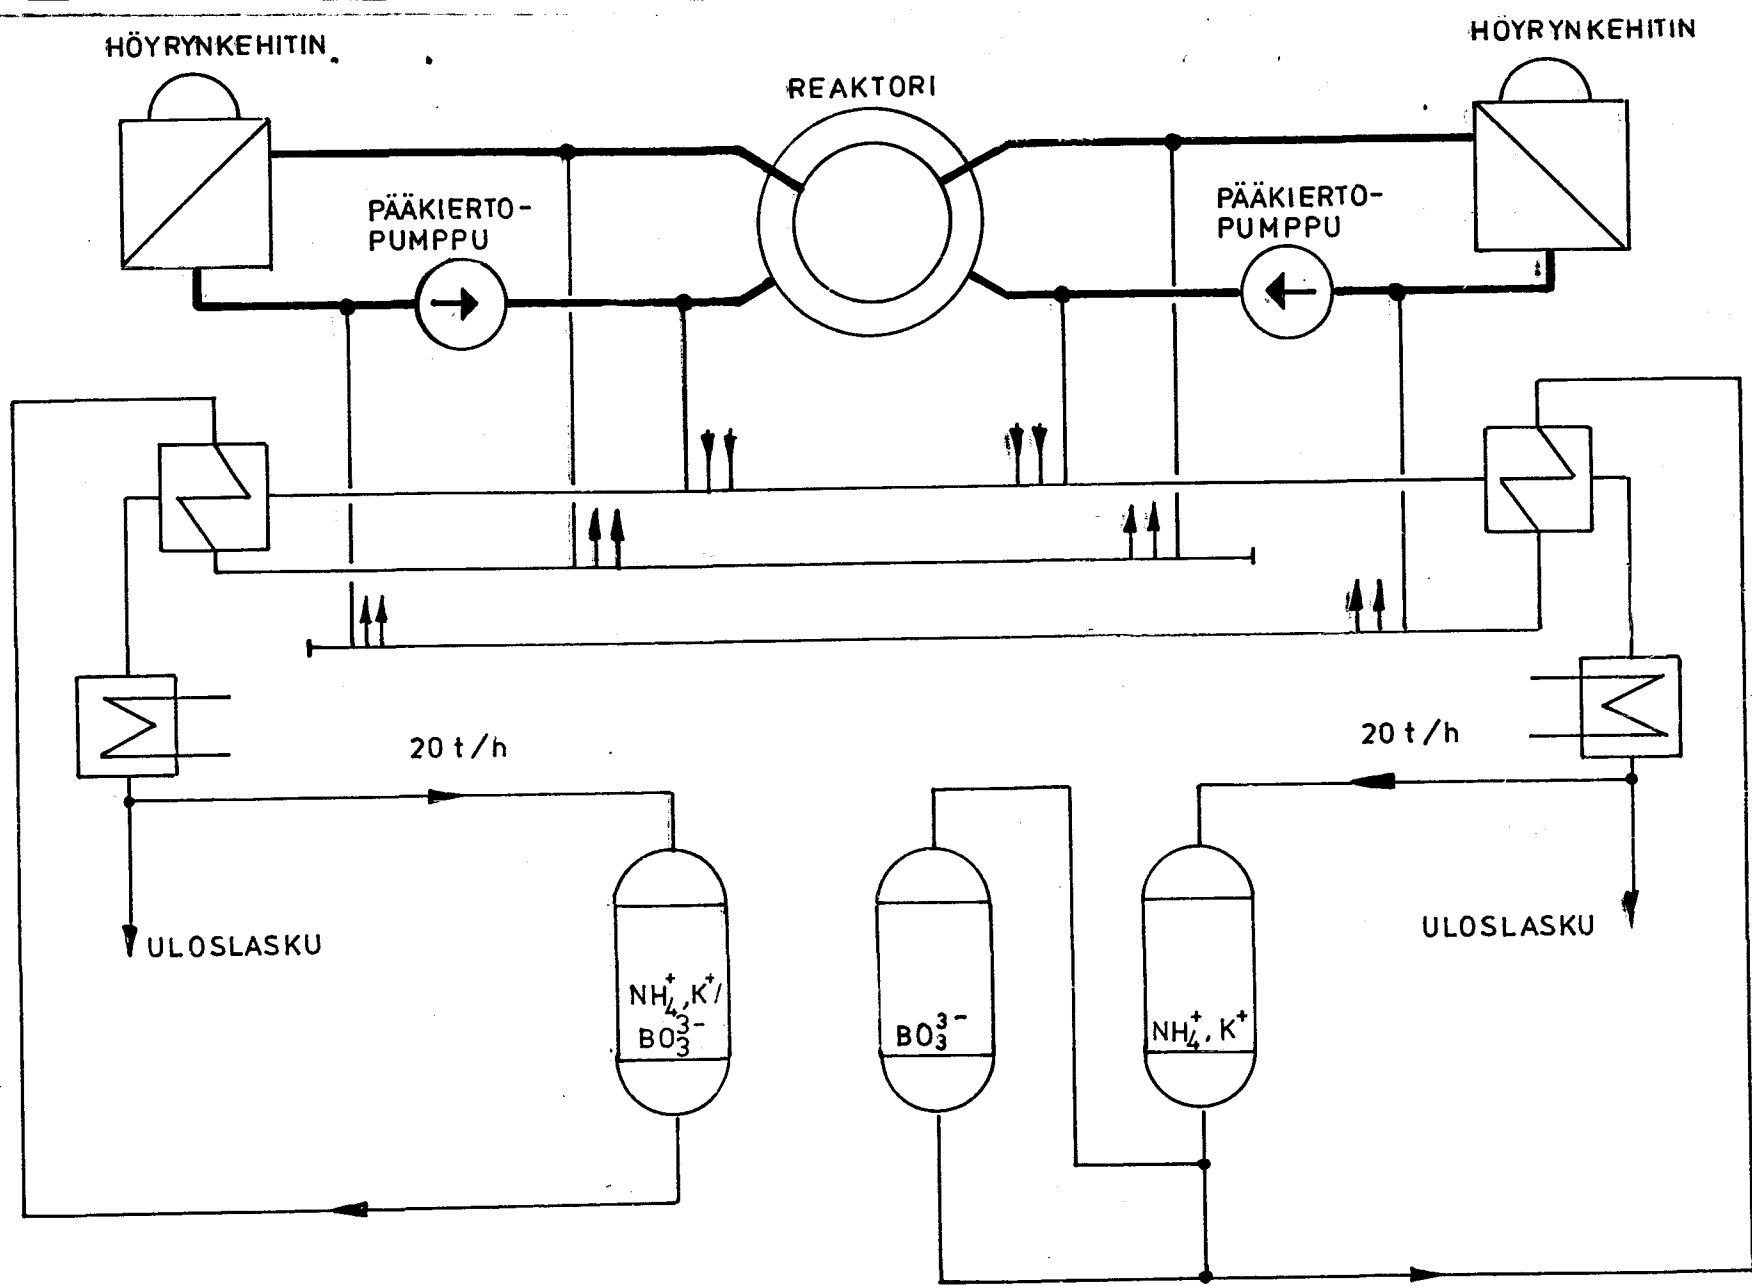 HÖYRYNKEHITIN
HÖYRYNKEHITIN
REAKTORI
PÄÄKIERTO-
PUMPPU
PÄÄKIERTO-
PUMPPU
20 t/h
20 t/h
ULOSLASKU
ULOSLASKU
NH₄⁺, K⁺/
BO₃³⁻
BO₃³⁻
NH₄⁺, K⁺